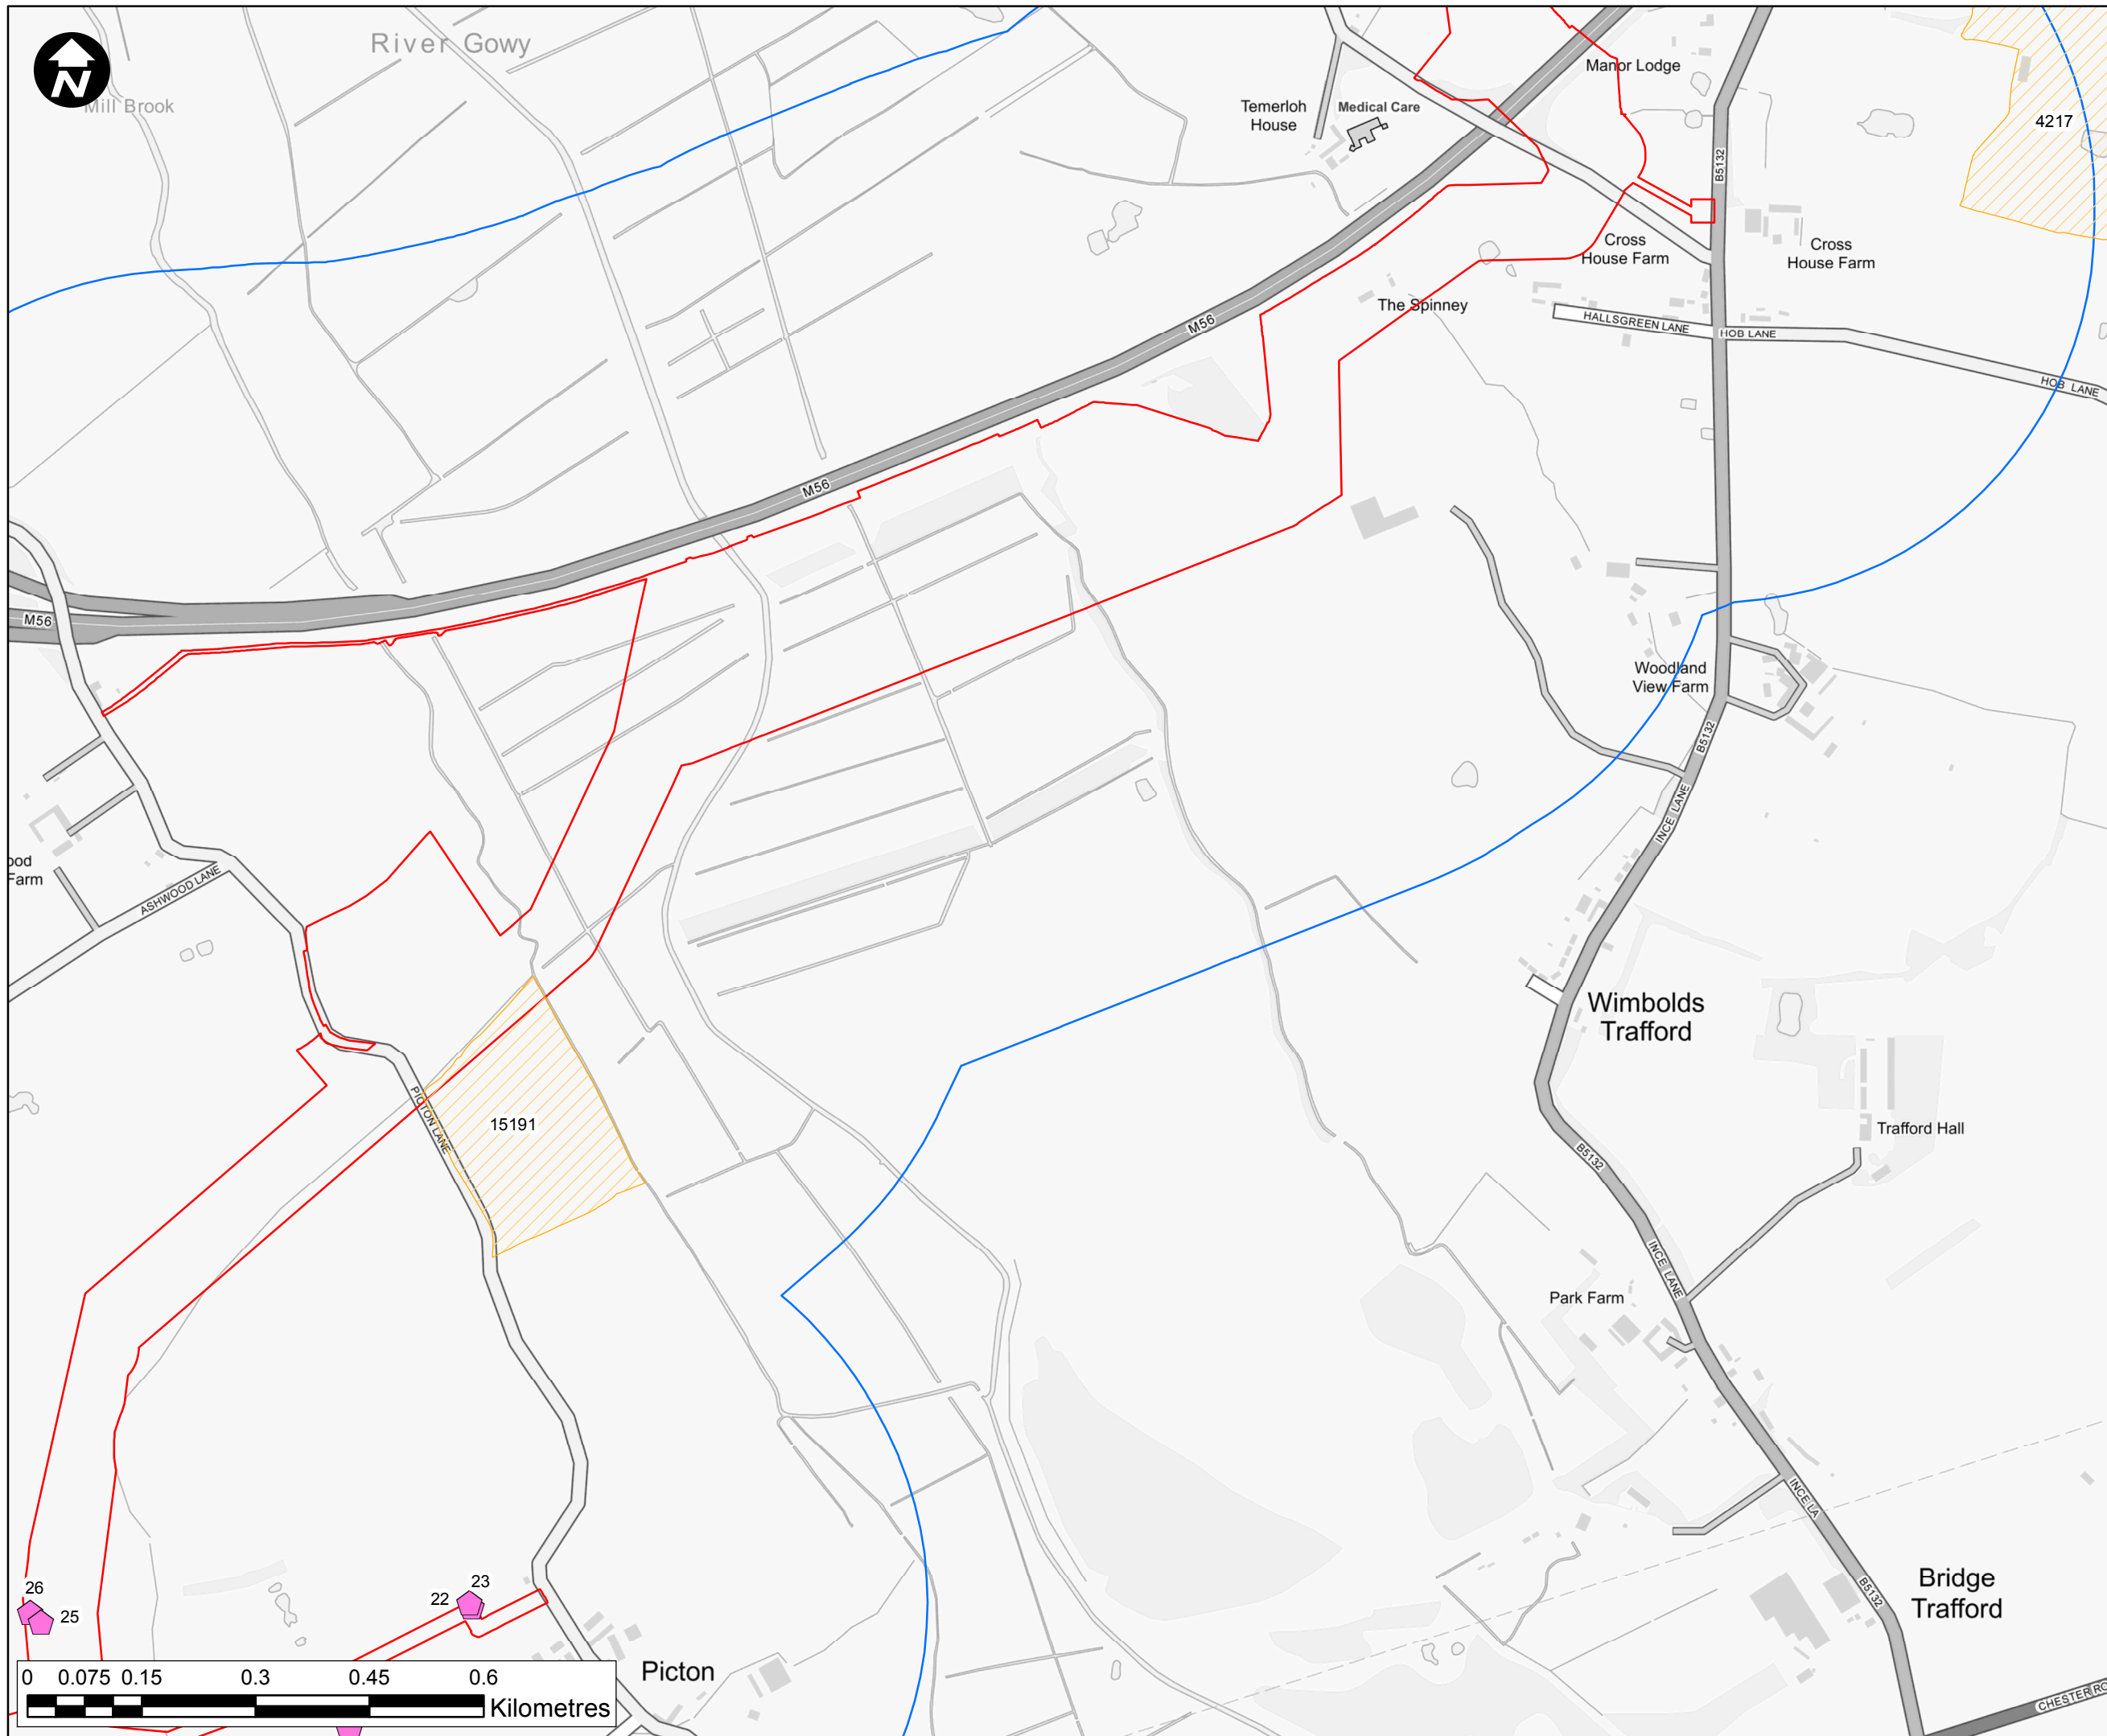 River Gowy
N
Mill Brook
Manor Lodge
Temerloh
House
Medical Care
4217
B5132
Cross
House Farm
Cross
House Farm
The Spinney
M56
HALLSGREEN LANE
HOB LANE
HOB LANE
M56
M56
Woodland
View Farm
B5132
INCE LANE
ood
Farm
ASHWOOD LANE
Wimbolds
Trafford
PICTON LANE
15191
Trafford Hall
B5132
INCE LANE
Park Farm
INCE LA
B5132
Bridge
Trafford
26
25
22
23
Picton
0 0.075 0.15 0.3 0.45 0.6
Kilometres
CHESTER RO